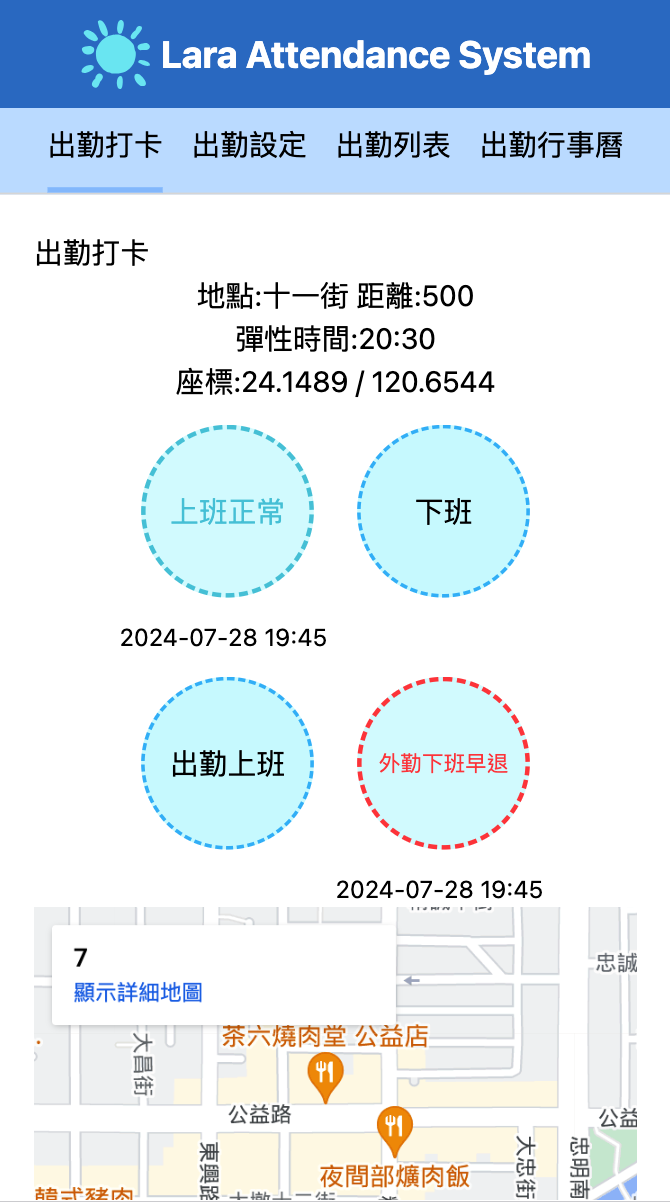 Lara Attendance System
出勤打卡 出勤設定 出勤列表 出勤行事曆
出勤打卡
地點:十一街 距離:500
彈性時間:20:30
座標:24.1489 / 120.6544
上班正常 下班
2024-07-28 19:45
出勤上班 外勤下班早退
2024-07-28 19:45
7
顯示詳細地圖
忠誠
茶六燒肉堂 公益店
大昌街
公益路
公益
夜間部爌肉飯
東興路
大忠街
忠明南
韓式豬肉
大墩十二街